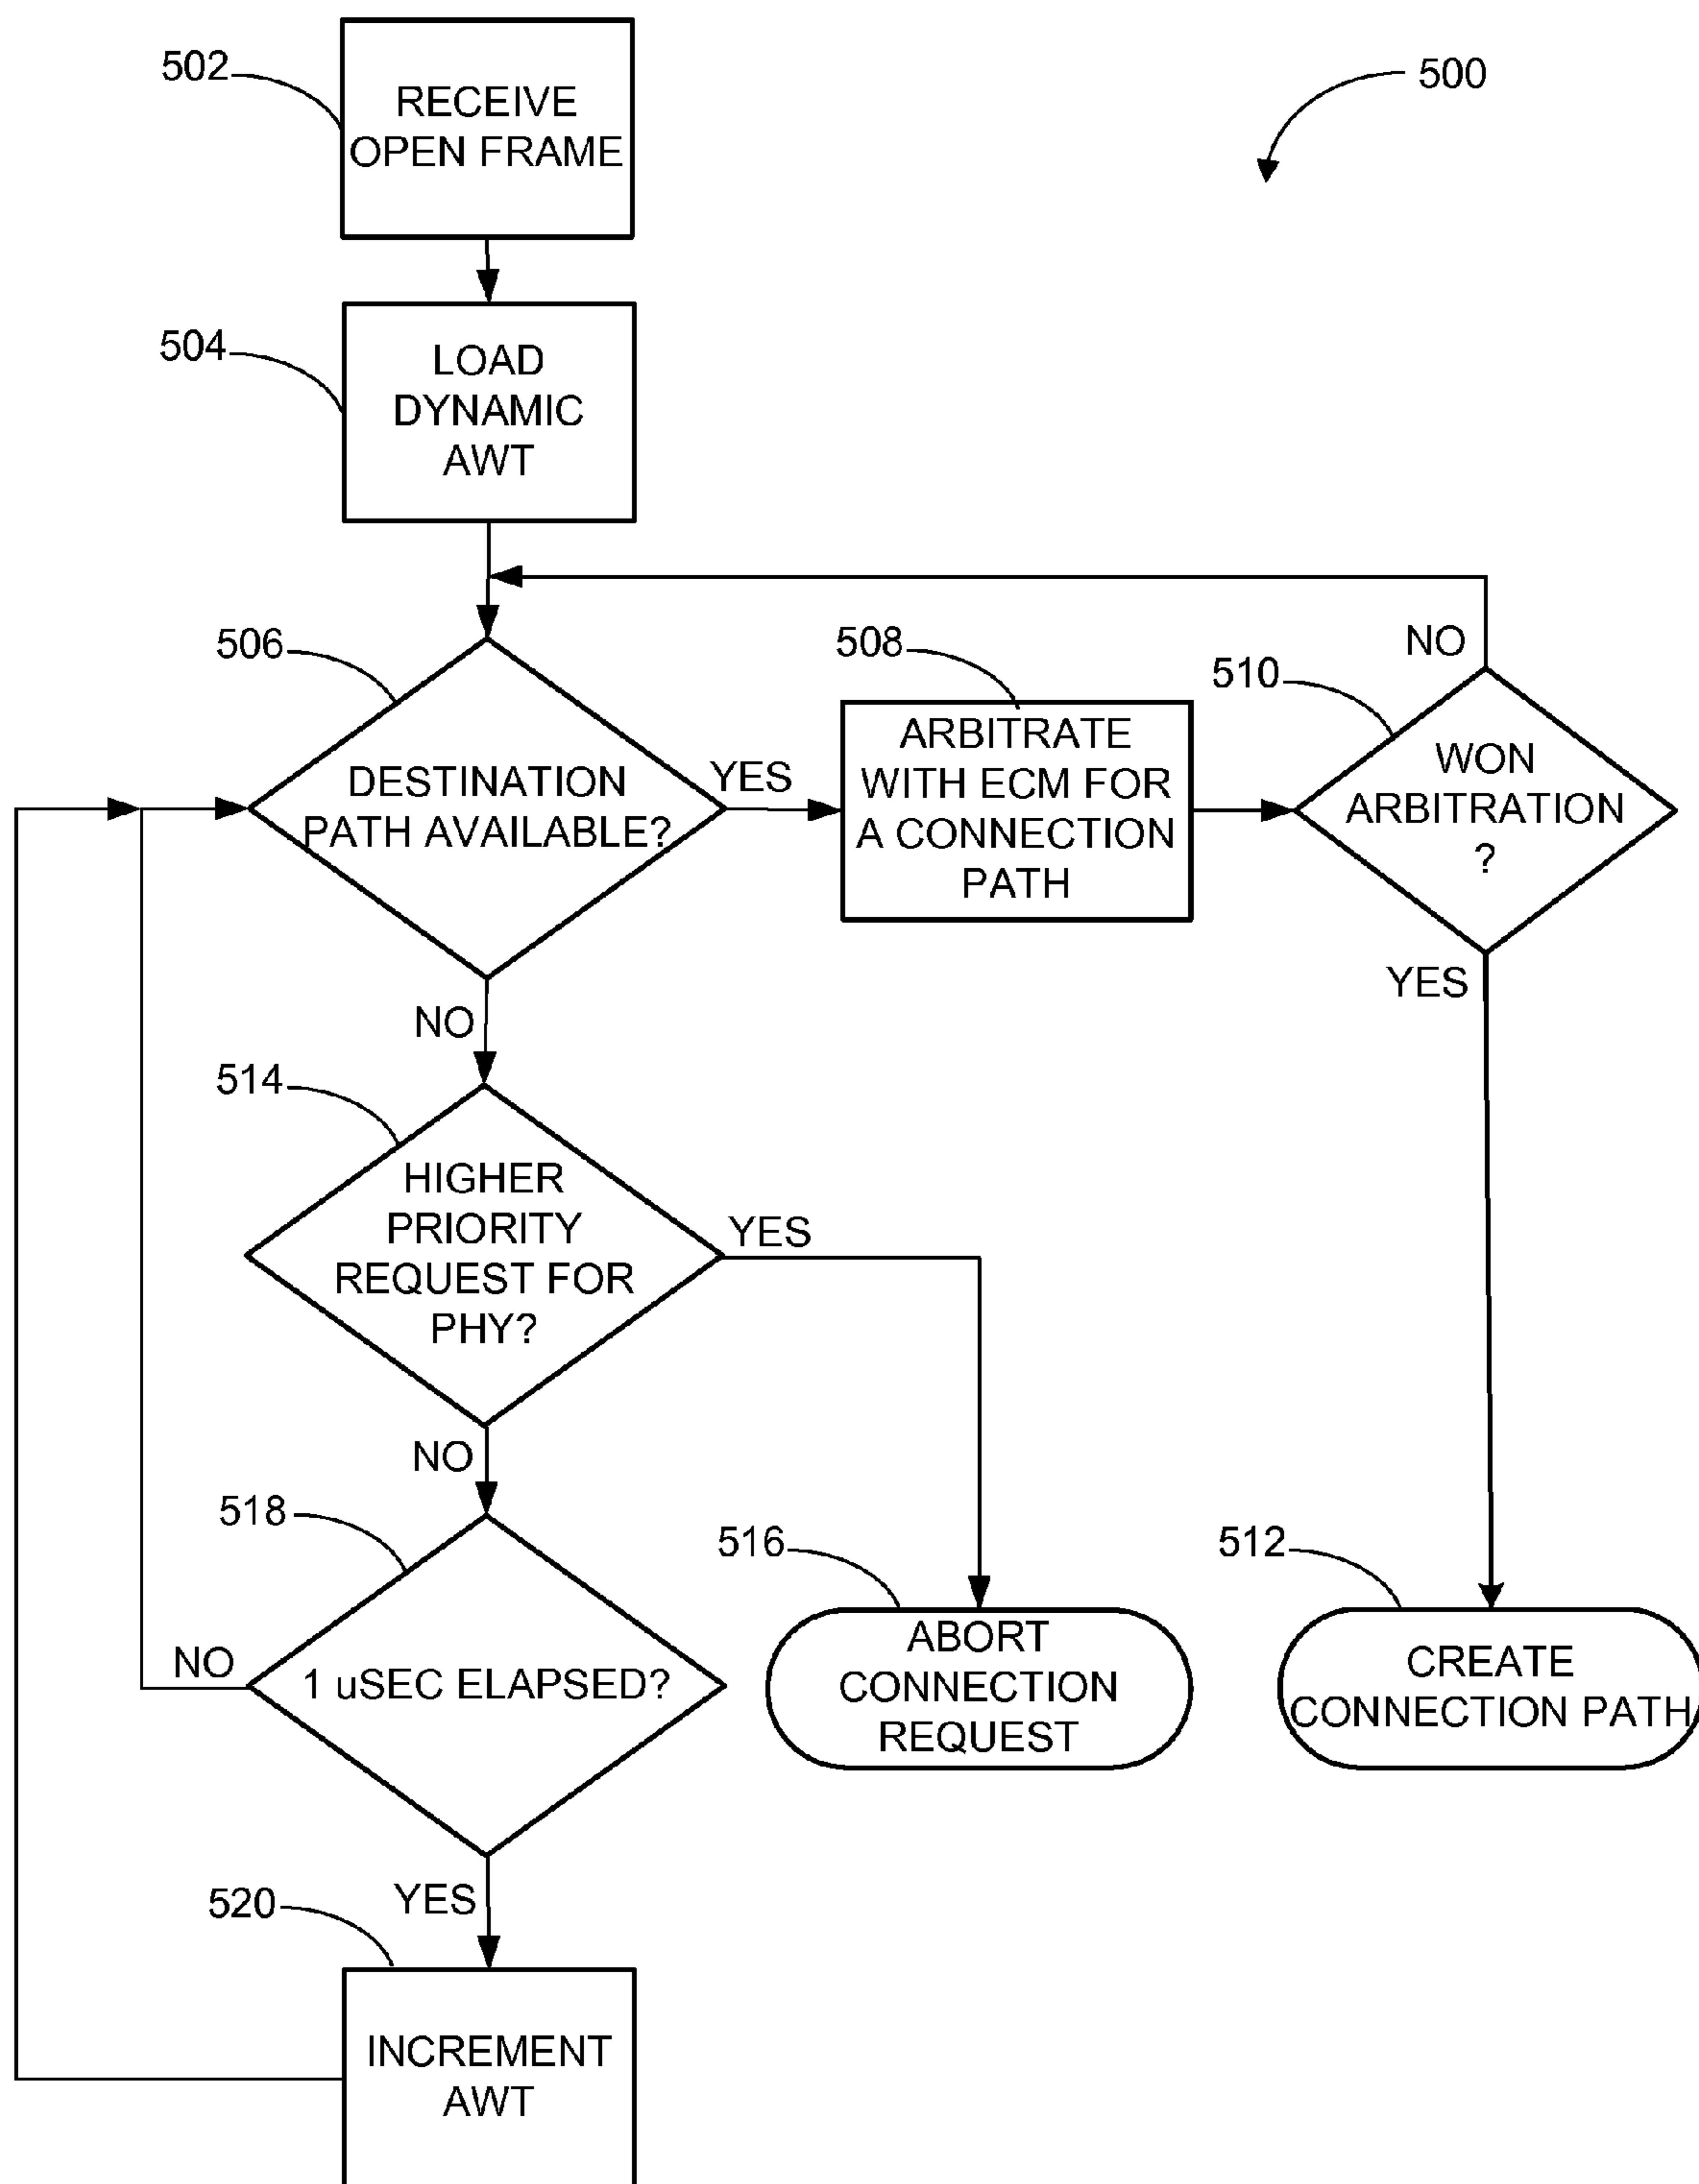 502
RECEIVE
OPEN FRAME
500
504
LOAD
DYNAMIC
AWT
506
DESTINATION
PATH AVAILABLE?
YES
508
ARBITRATE
WITH ECM FOR
A CONNECTION
PATH
510
NO
WON
ARBITRATION
?
YES
NO
514
HIGHER
PRIORITY
REQUEST FOR
PHY?
YES
NO
518
1 uSEC ELAPSED?
NO
516
ABORT
CONNECTION
REQUEST
512
CREATE
CONNECTION PATH
YES
520
INCREMENT
AWT